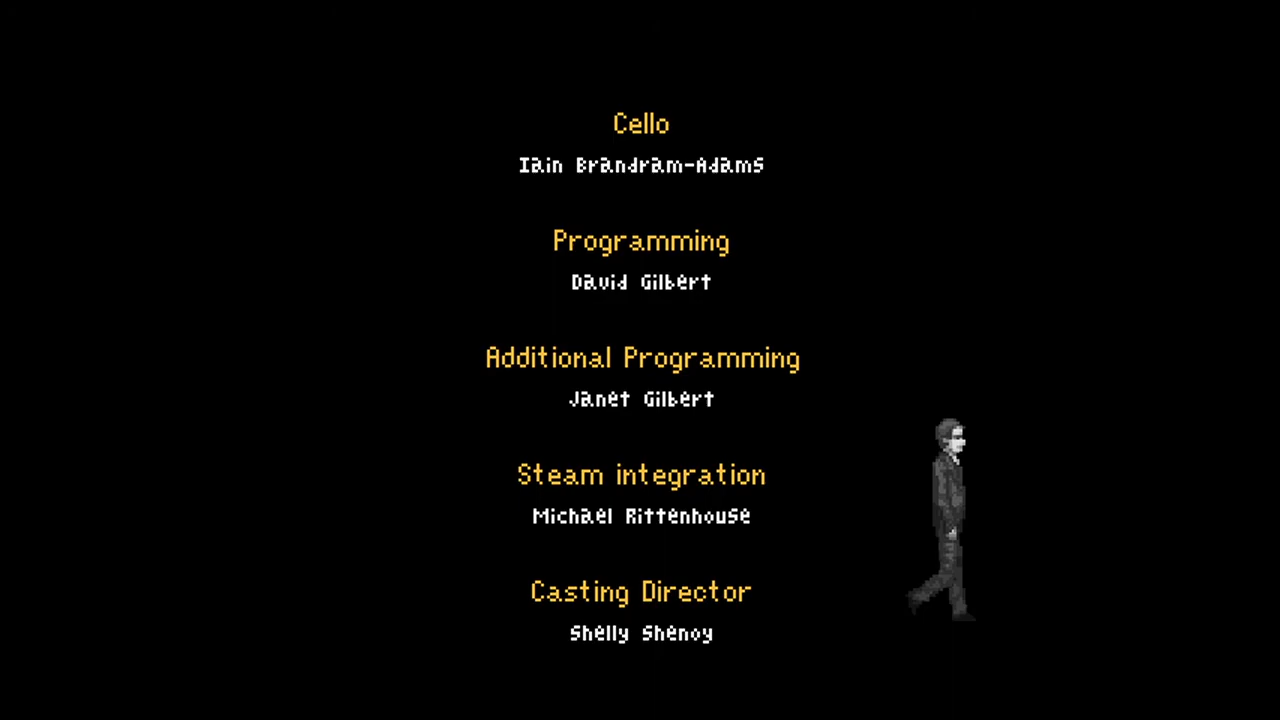 Cello
Iain Brandram-Adams
Programming
David Gilbert
Additional Programming
Janet Gilbert
Steam integration
Michael Rittenhouse
Casting Director
Shelly Shenoy